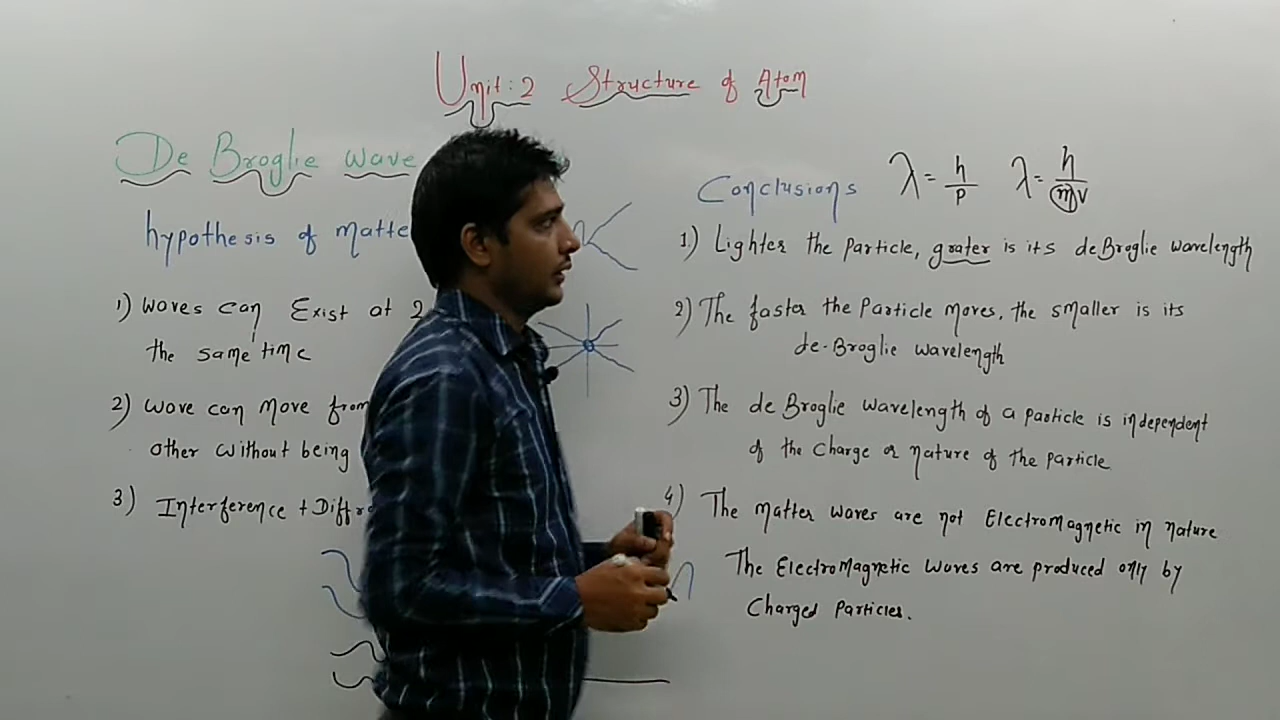 Unit: 2 Structure of Atom
De Broglie wave
hypothesis of matte
1) Waves can Exist at 2
the same time
2) Wave can Move from
other without being
3) Interference + Diffra
Conclusions λ = h/p λ = h/mv
1) Lighter the Particle, grater is its deBroglie wavelength
2) The faster the Particle moves, the smaller is its
de-Broglie wavelength
3) The de Broglie wavelength of a particle is independent
of the charge or nature of the particle
4) The matter waves are not Electromagnetic in nature
The Electromagnetic waves are produced only by
Charged Particles.